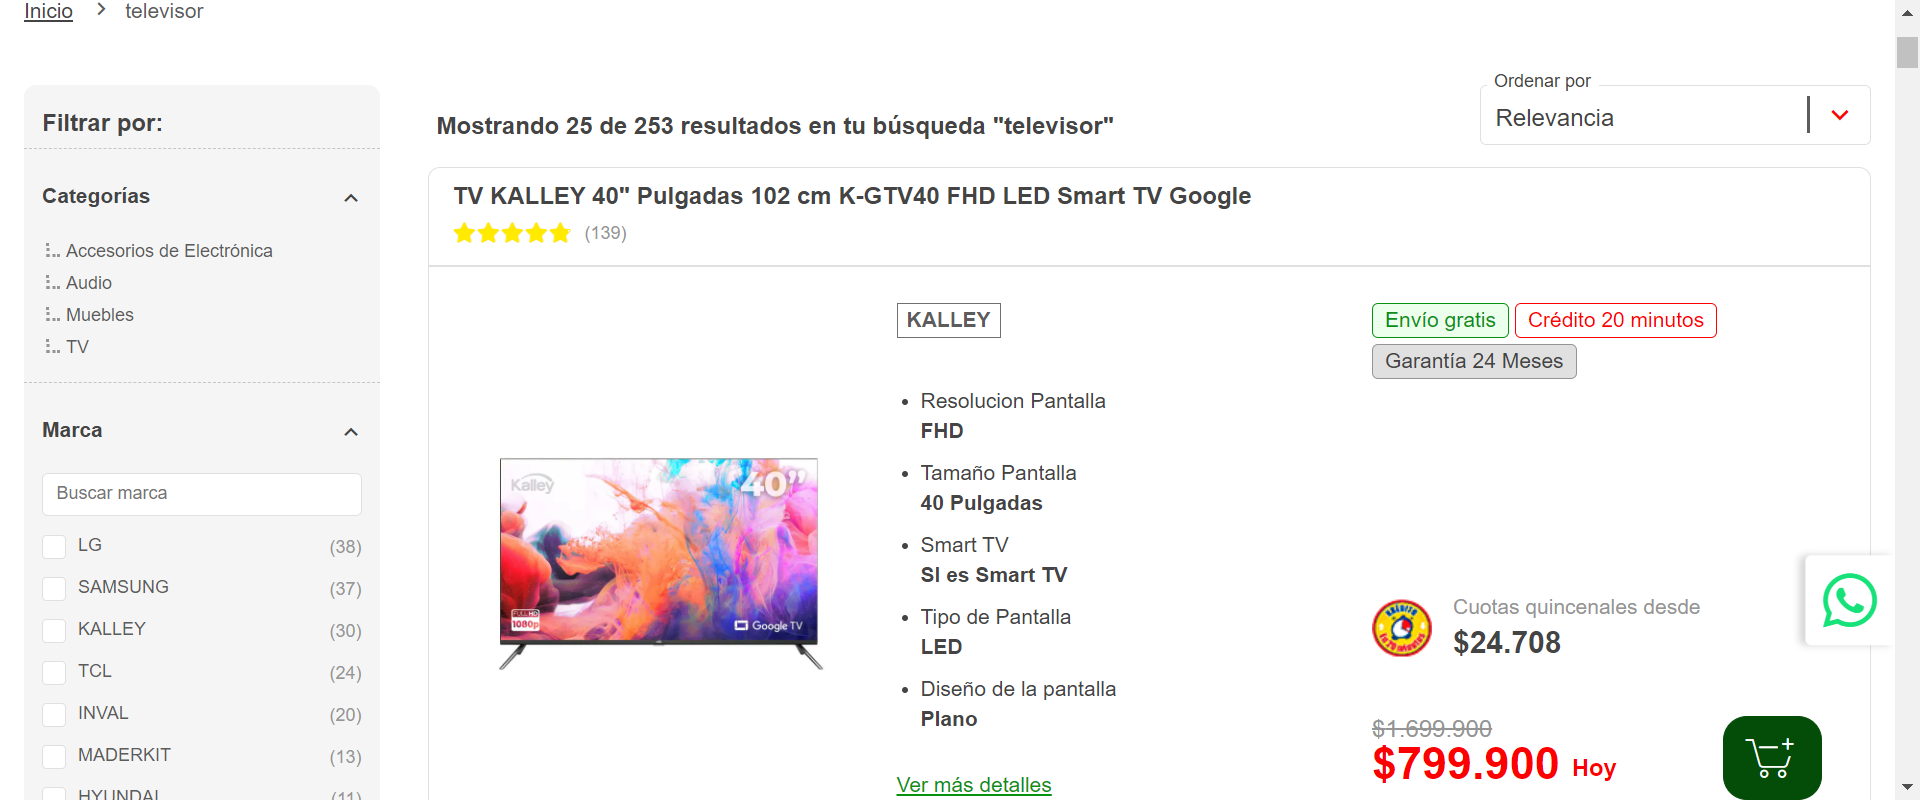 Inicio > televisor
Ordenar por
Relevancia
Filtrar por:
Mostrando 25 de 253 resultados en tu búsqueda "televisor"
Categorías
Accesorios de Electrónica
Audio
Muebles
TV
Marca
Buscar marca
LG (38)
SAMSUNG (37)
KALLEY (30)
TCL (24)
INVAL (20)
MADERKIT (13)
HYUNDAI (11)
TV KALLEY 40" Pulgadas 102 cm K-GTV40 FHD LED Smart TV Google
(139)
Kalley
40”
FULL HD
1080p
Google TV
KALLEY
• Resolucion Pantalla
FHD
• Tamaño Pantalla
40 Pulgadas
• Smart TV
SI es Smart TV
• Tipo de Pantalla
LED
• Diseño de la pantalla
Plano
Ver más detalles
Envío gratis Crédito 20 minutos
Garantía 24 Meses
Cuotas quincenales desde
$24.708
$1.699.900
$799.900 Hoy